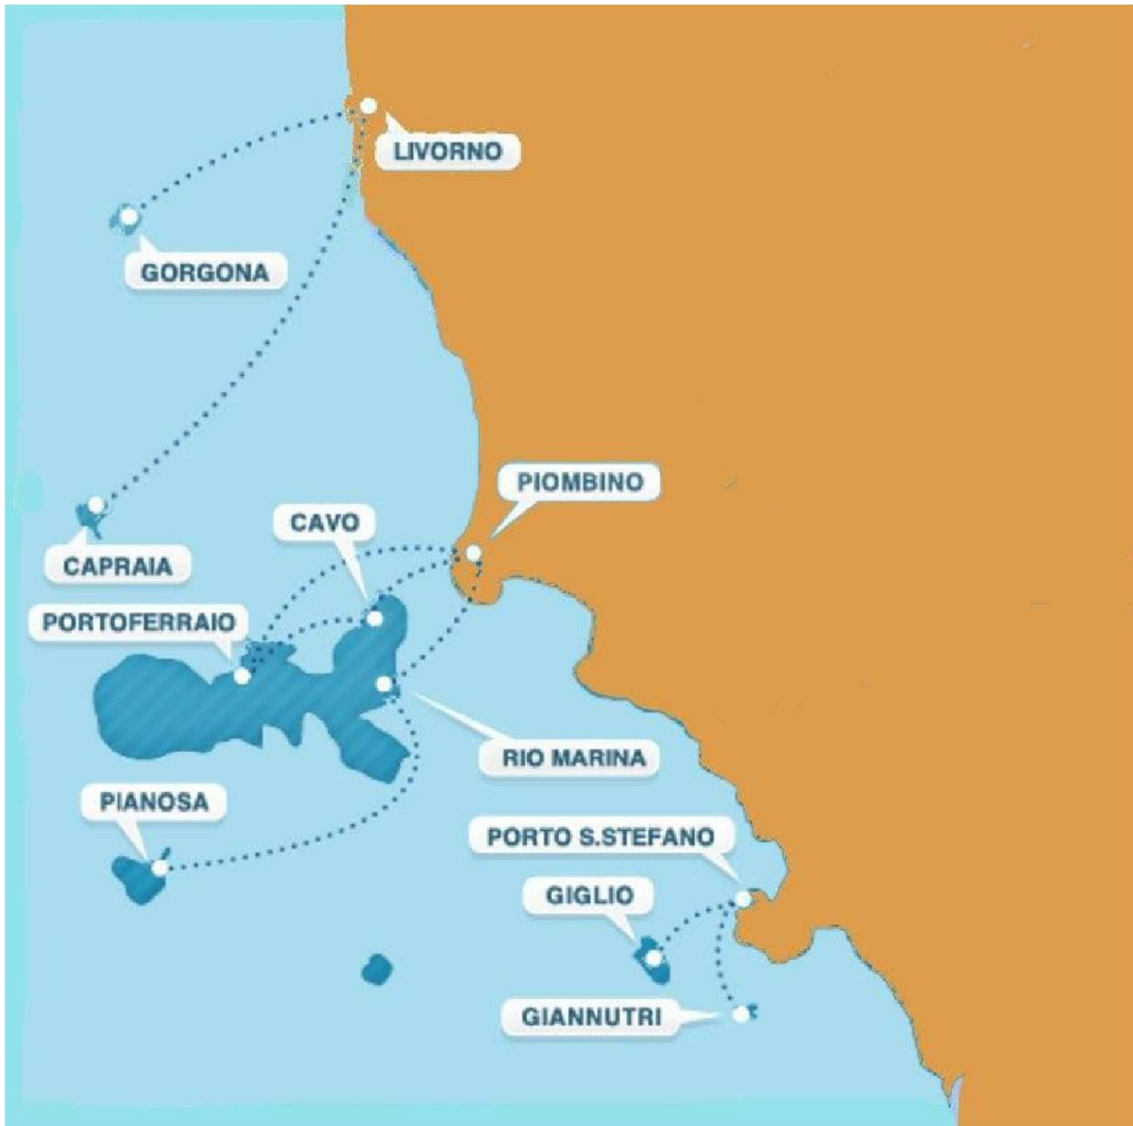 LIVORNO
GORGONA
PIOMBINO
CAVO
CAPRAIA
PORTOFERRAIO
RIO MARINA
PIANOSA
PORTO S.STEFANO
GIGLIO
GIANNUTRI